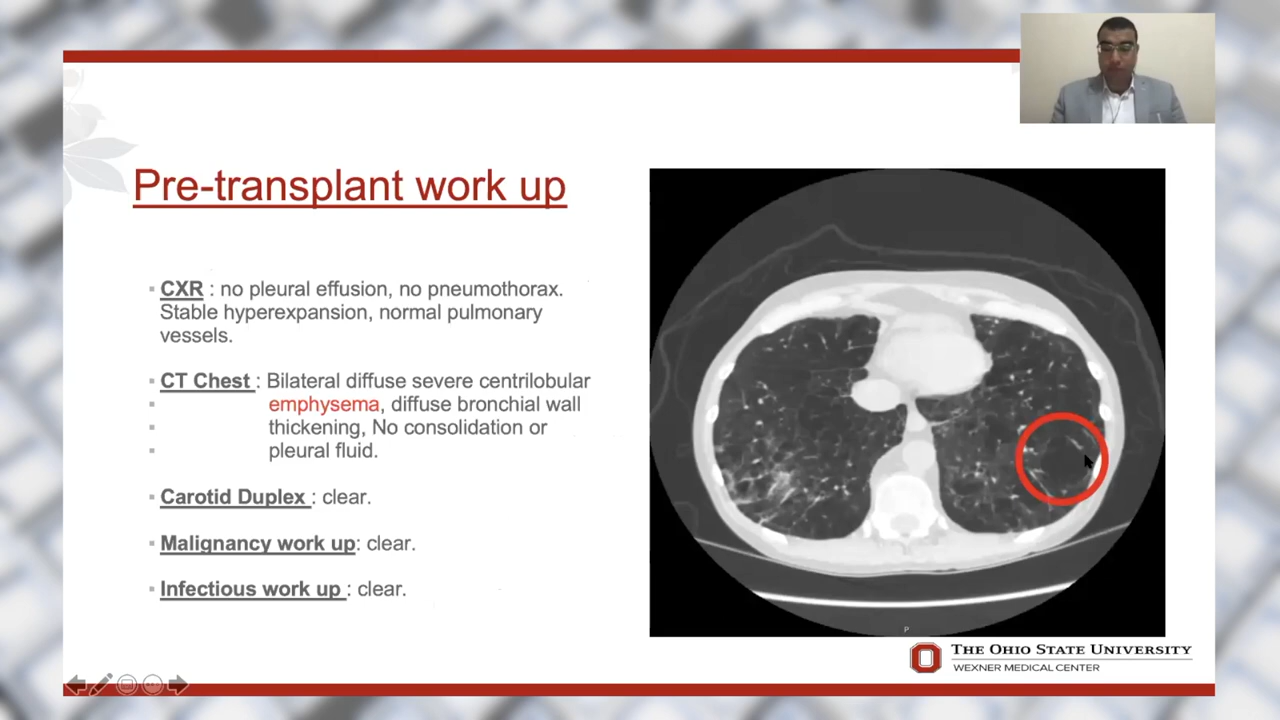 Pre-transplant work up
▪ CXR : no pleural effusion, no pneumothorax.
Stable hyperexpansion, normal pulmonary
vessels.
▪ CT Chest : Bilateral diffuse severe centrilobular
▪ emphysema, diffuse bronchial wall
▪ thickening, No consolidation or
▪ pleural fluid.
▪ Carotid Duplex : clear.
▪ Malignancy work up: clear.
▪ Infectious work up : clear.
P
THE OHIO STATE UNIVERSITY
WEXNER MEDICAL CENTER